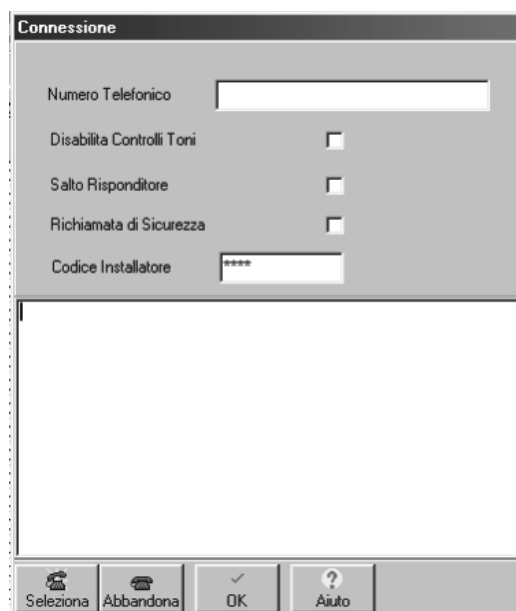 Connessione
Numero Telefonico
Disabilita Controlli Toni
Salto Risponditore
Richiamata di Sicurezza
Codice Installatore ****
Seleziona Abbandona OK Aiuto